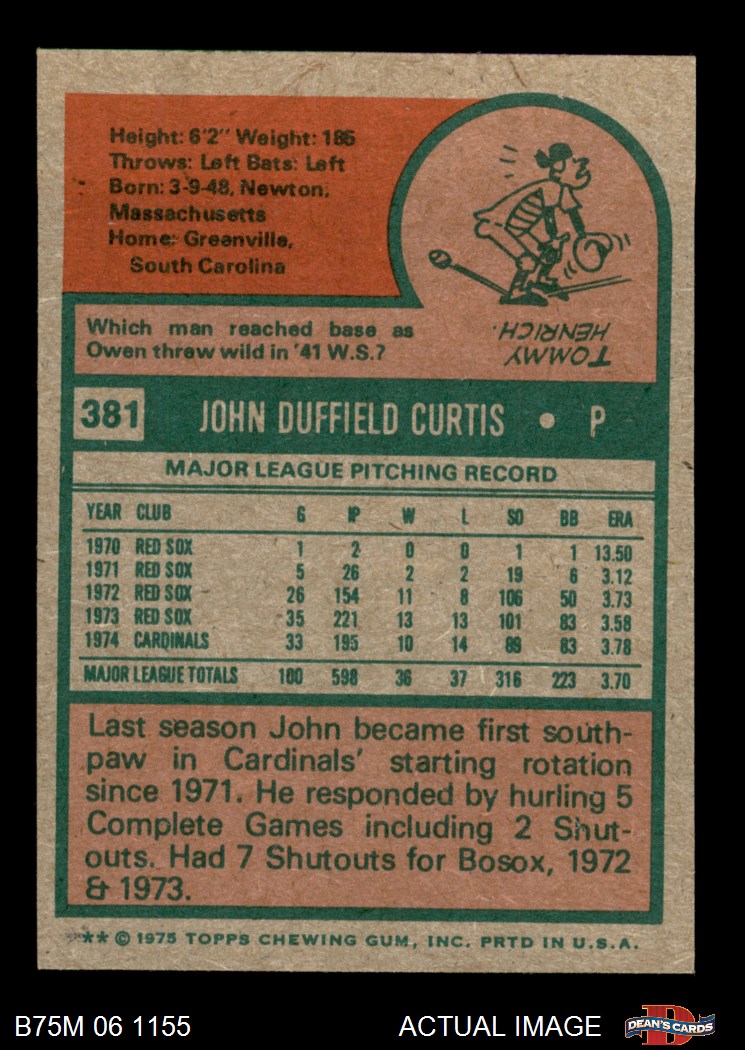 Height: 6'2" Weight: 185
Throws: Left Bats: Left
Born: 3-9-48, Newton,
Massachusetts
Home: Greenville,
South Carolina
Which man reached base as
Owen threw wild in '41 W.S.?
TOMMY
HENRICH.
381 JOHN DUFFIELD CURTIS • P
MAJOR LEAGUE PITCHING RECORD
YEAR CLUB G IP W L SO BB ERA
1970 RED SOX 1 2 0 0 1 1 13.50
1971 RED SOX 5 26 2 2 19 6 3.12
1972 RED SOX 26 154 11 8 106 50 3.73
1973 RED SOX 35 221 13 13 101 83 3.58
1974 CARDINALS 33 195 10 14 89 83 3.78
MAJOR LEAGUE TOTALS 100 598 36 37 316 223 3.70
Last season John became first south-
paw in Cardinals' starting rotation
since 1971. He responded by hurling 5
Complete Games including 2 Shut-
outs. Had 7 Shutouts for Bosox, 1972
& 1973.
** © 1975 TOPPS CHEWING GUM, INC. PRTD IN U.S.A.
B75M 06 1155 ACTUAL IMAGE D
DEAN'S CARDS